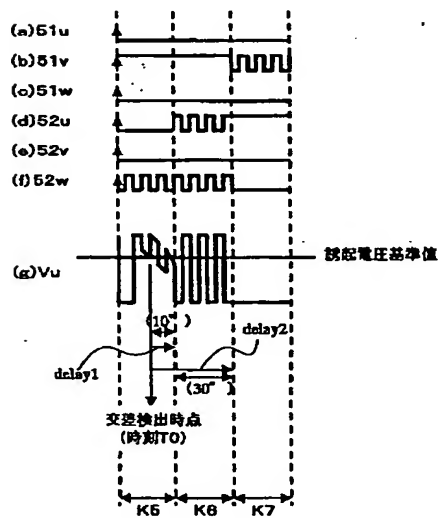 (a)51u
(b)51v
(c)51w
(d)52u
(e)52v
(f)52w
(g)Vu
誘起電圧基準値
(10°)
delay1
delay2
(30°)
交差検出時点
(時刻T0)
K5
K6
K7